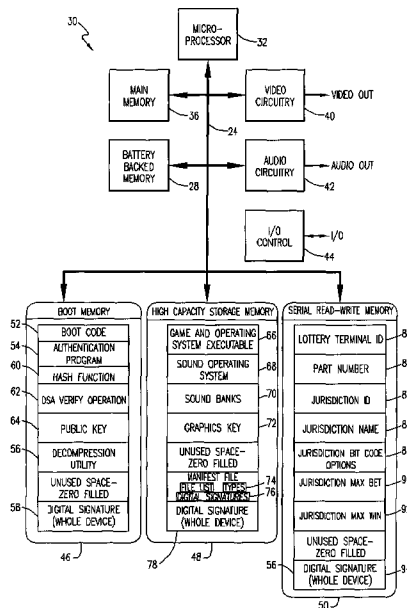 30
MICRO-
PROCESSOR
32
MAIN
MEMORY
36
VIDEO
CIRCUITRY
40
VIDEO OUT
24
BATTERY
BACKED
MEMORY
28
AUDIO
CIRCUITRY
42
AUDIO OUT
I/O
CONTROL
44
I/O
BOOT MEMORY
52
BOOT CODE
54
AUTHENTICATION
PROGRAM
60
HASH FUNCTION
62
DSA VERIFY OPERATION
64
PUBLIC KEY
56
DECOMPRESSION
UTILITY
UNUSED SPACE-
ZERO FILLED
58
DIGITAL SIGNATURE
(WHOLE DEVICE)
46
HIGH CAPACITY STORAGE MEMORY
GAME AND OPERATING
SYSTEM EXECUTABLE
66
SOUND OPERATING
SYSTEM
68
SOUND BANKS
70
GRAPHICS KEY
72
UNUSED SPACE-
ZERO FILLED
MANIFEST FILE
FILE LIST TYPES
74
DIGITAL SIGNATURES
76
DIGITAL SIGNATURE
(WHOLE DEVICE)
78
48
SERIAL READ-WRITE MEMORY
LOTTERY TERMINAL ID
PART NUMBER
JURISDICTION ID
JURISDICTION NAME
JURISDICTION BIT CODE
OPTIONS
JURISDICTION MAX BET
JURISDICTION MAX WIN
UNUSED SPACE-
ZERO FILLED
56
DIGITAL SIGNATURE
(WHOLE DEVICE)
50